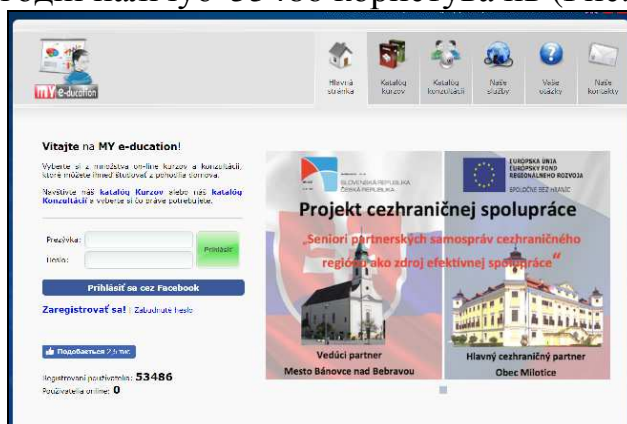 mY e-ducation
Hlavná stránka
Katalóg kurzov
Katalóg konzultácií
Naše služby
Vaše otázky
Naše kontakty
Vitajte na MY e-ducation!
Vyberte si z množstva on-line kurzov a konzultácií,
ktoré môžete ihneď študovať z pohodlia domova.
Navštívte náš katalóg Kurzov alebo náš katalóg
Konzultácií a vyberte si čo práve potrebujete.
Prezývka:
Heslo:
Prihlásiť
Prihlásiť sa cez Facebook
Zaregistrovať sa! | Zabudnuté heslo
Подобається 2,5 тис.
Registrovaní používatelia: 53486
Používatelia online: 0
SLOVENSKÁ REPUBLIKA
ČESKÁ REPUBLIKA
EURÓPSKA ÚNIA
EURÓPSKY FOND
REGIONÁLNEHO ROZVOJA
SPOLOČNE BEZ HRANÍC
Projekt cezhraničnej spolupráce
„Seniori partnerských samospráv cezhraničného
regiónu ako zdroj efektívnej spolupráce“
Vedúci partner
Mesto Bánovce nad Bebravou
Hlavný cezhraničný partner
Obec Milotice